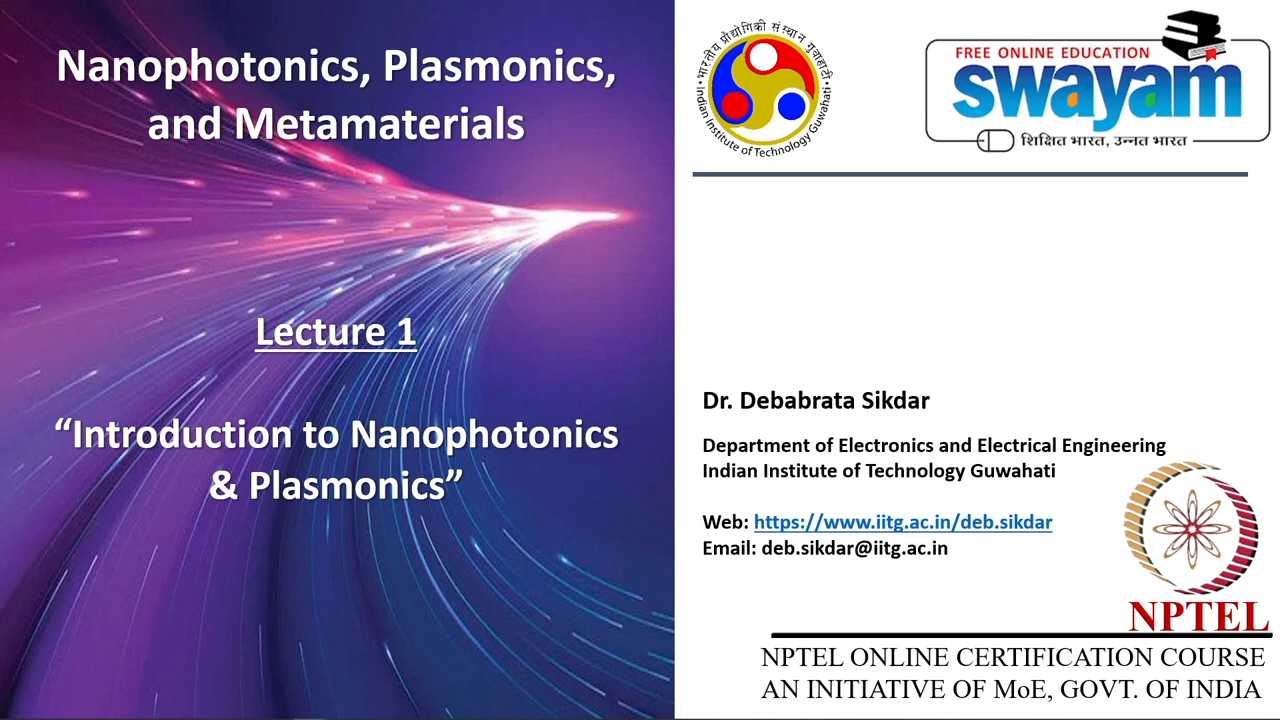 Nanophotonics, Plasmonics,
and Metamaterials
Lecture 1
“Introduction to Nanophotonics
& Plasmonics”
भारतीय प्रौद्योगिकी संस्थान गुवाहाटी
Indian Institute of Technology Guwahati
FREE ONLINE EDUCATION
swayam
शिक्षित भारत, उन्नत भारत
Dr. Debabrata Sikdar
Department of Electronics and Electrical Engineering
Indian Institute of Technology Guwahati
Web: https://www.iitg.ac.in/deb.sikdar
Email: deb.sikdar@iitg.ac.in
NPTEL
NPTEL ONLINE CERTIFICATION COURSE
AN INITIATIVE OF MoE, GOVT. OF INDIA